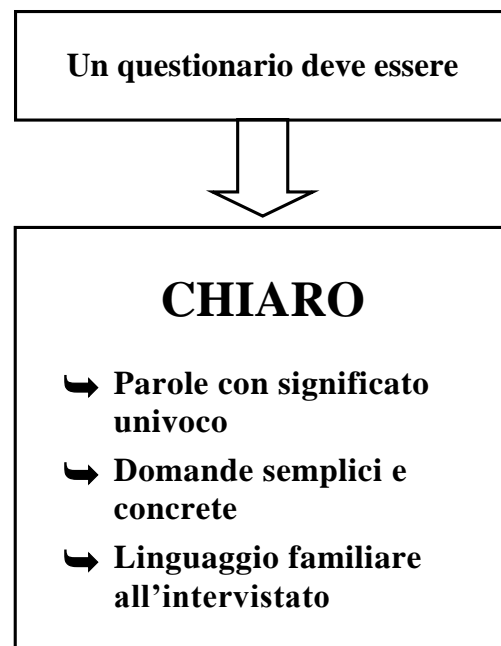 Un questionario deve essere
CHIARO
Parole con significato
univoco
Domande semplici e
concrete
Linguaggio familiare
all’intervistato